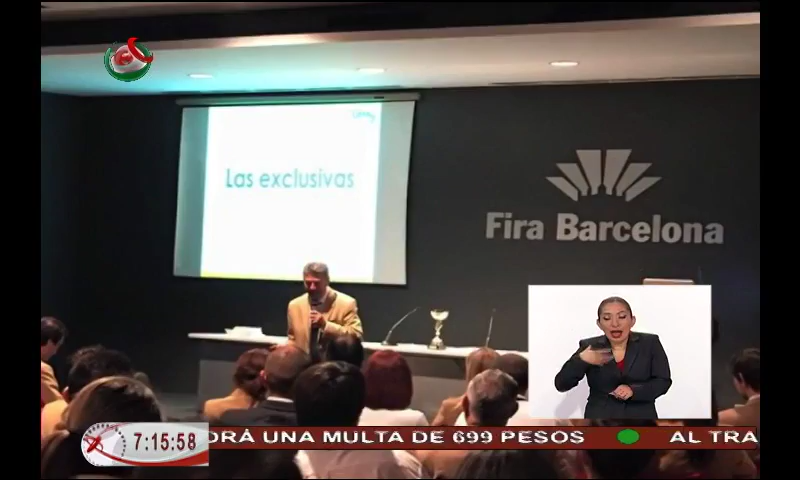 Las exclusivas
Fira Barcelona
7:15:58
DRÁ UNA MULTA DE 699 PESOS
AL TRA